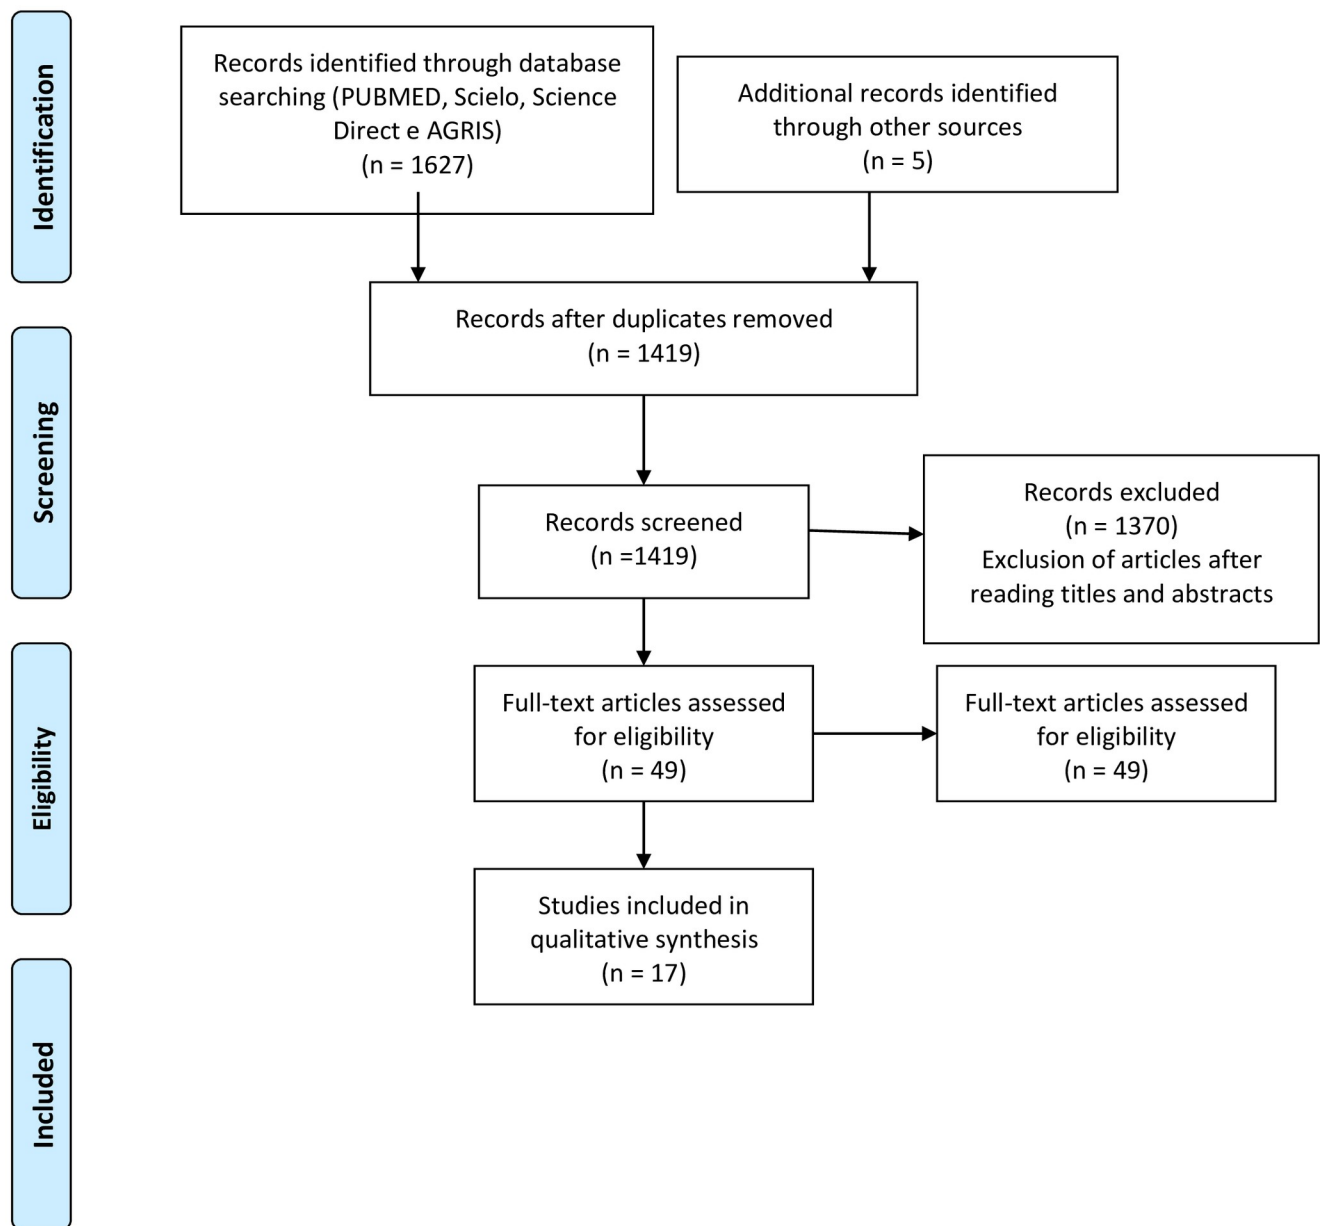 Identification
Records identified through database
searching (PUBMED, Scielo, Science
Direct e AGRIS)
(n = 1627)
Additional records identified
through other sources
(n = 5)
Records after duplicates removed
(n = 1419)
Screening
Records screened
(n =1419)
Records excluded
(n = 1370)
Exclusion of articles after
reading titles and abstracts
Eligibility
Full-text articles assessed
for eligibility
(n = 49)
Full-text articles assessed
for eligibility
(n = 49)
Studies included in
qualitative synthesis
(n = 17)
Included